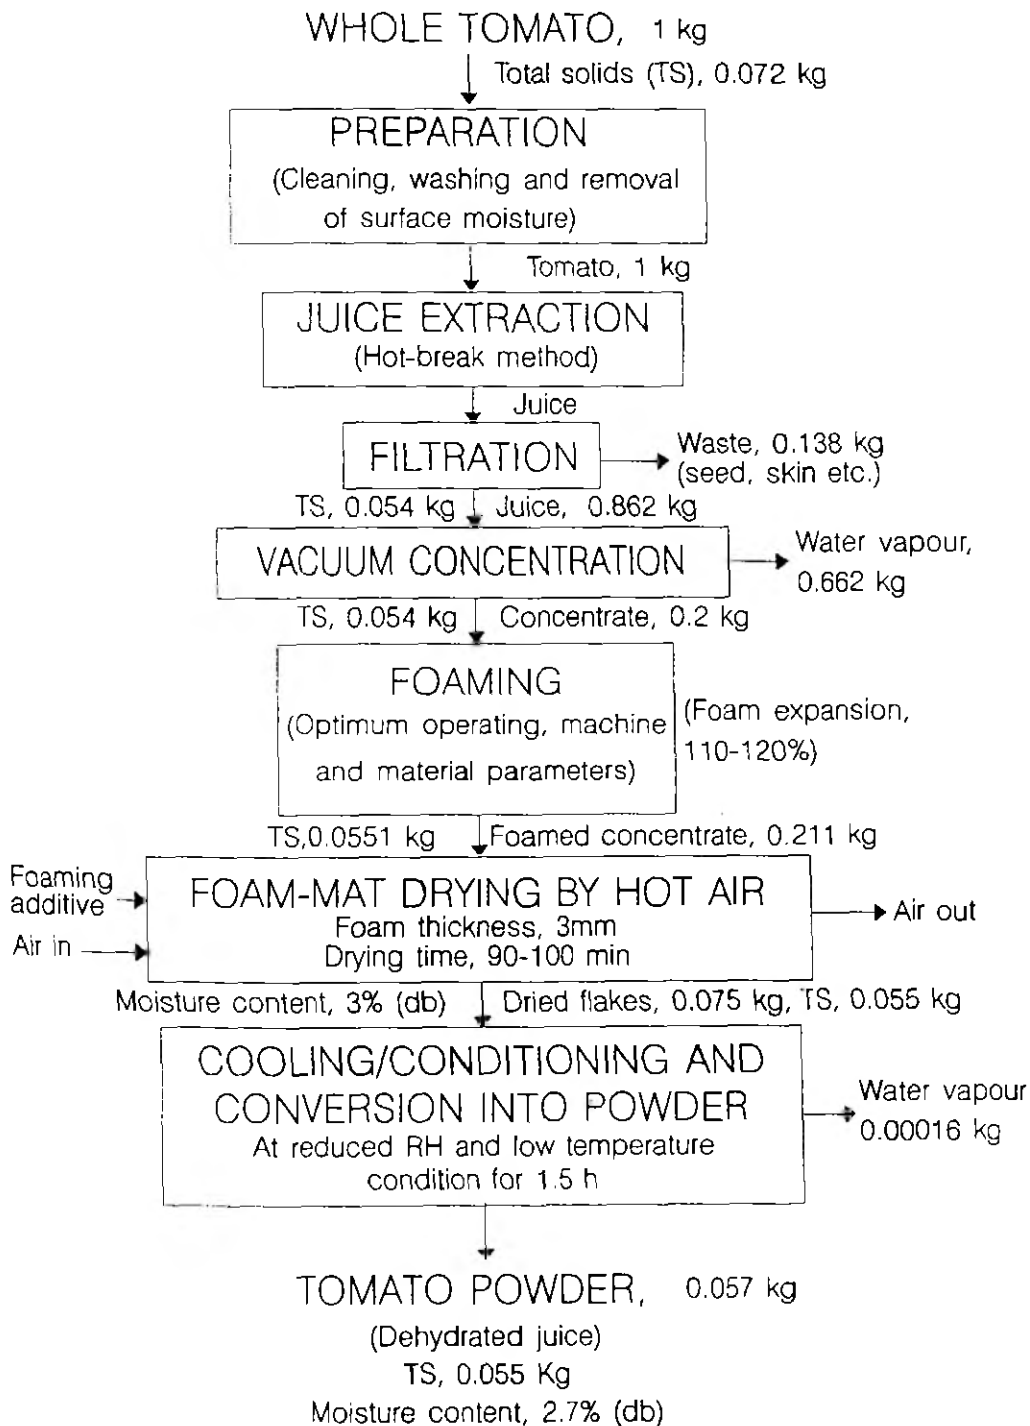 WHOLE TOMATO, 1 kg
Total solids (TS), 0.072 kg
PREPARATION
(Cleaning, washing and removal
of surface moisture)
Tomato, 1 kg
JUICE EXTRACTION
(Hot-break method)
Juice
FILTRATION
Waste, 0.138 kg
(seed, skin etc.)
TS, 0.054 kg Juice, 0.862 kg
VACUUM CONCENTRATION
Water vapour,
0.662 kg
TS, 0.054 kg Concentrate, 0.2 kg
FOAMING
(Optimum operating, machine
and material parameters)
(Foam expansion,
110-120%)
TS,0.0551 kg Foamed concentrate, 0.211 kg
Foaming
additive
Air in
FOAM-MAT DRYING BY HOT AIR
Foam thickness, 3mm
Drying time, 90-100 min
Air out
Moisture content, 3% (db) Dried flakes, 0.075 kg, TS, 0.055 kg
COOLING/CONDITIONING AND
CONVERSION INTO POWDER
At reduced RH and low temperature
condition for 1.5 h
Water vapour
0.00016 kg
TOMATO POWDER, 0.057 kg
(Dehydrated juice)
TS, 0.055 Kg
Moisture content, 2.7% (db)